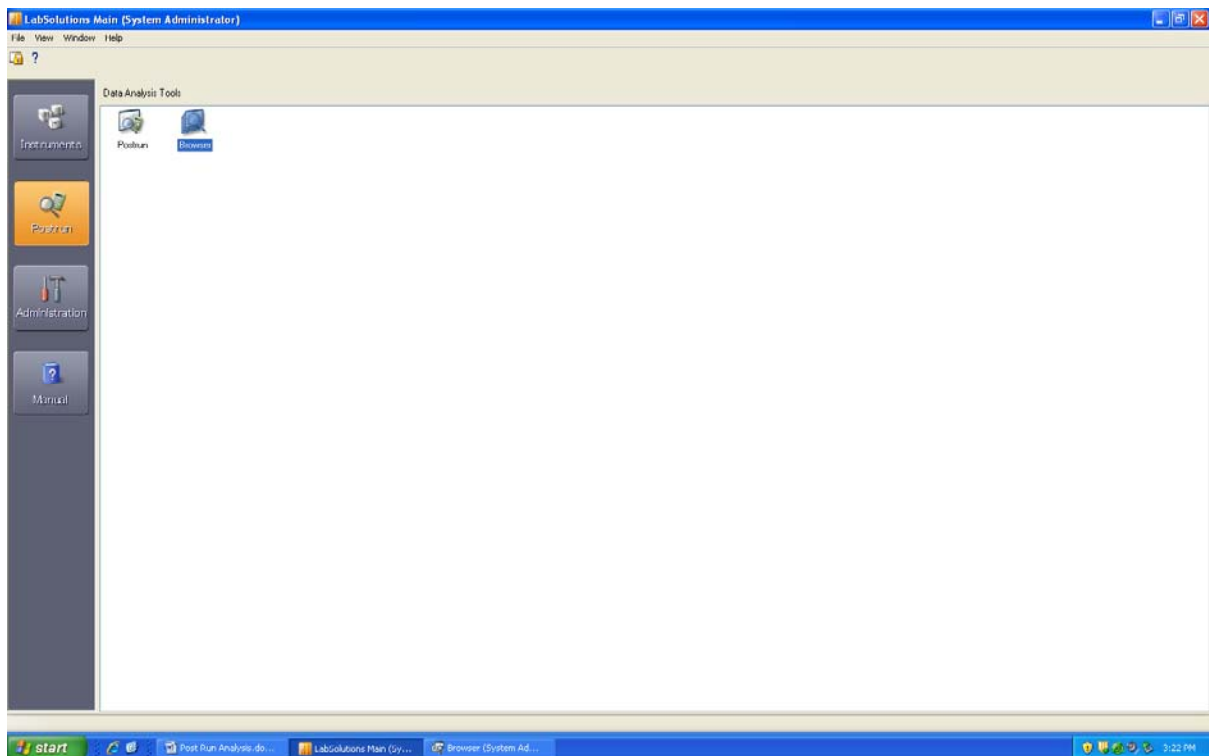 LabSolutions Main (System Administrator)
File View Window Help
?
Data Analysis Tools
Instruments
Postrun Browser
Postrun
Administration
?
Manual
start Post Run Analysis.do... LabSolutions Main (Sy... Browser (System Ad... 3:22 PM